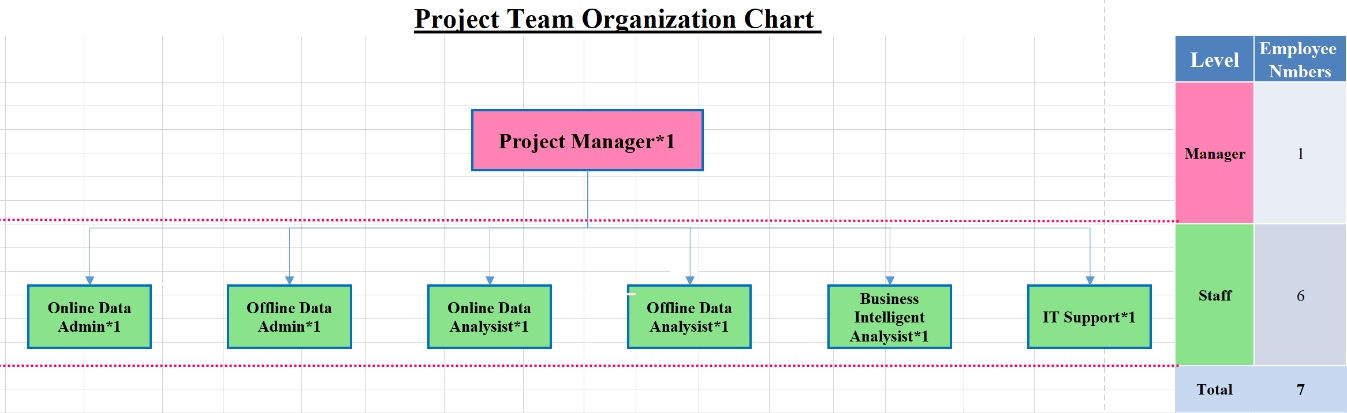 Project Team Organization Chart
Level
Employee
Nmbers
Project Manager*1
Manager
1
Online Data
Admin*1
Offline Data
Admin*1
Online Data
Analysist*1
Offline Data
Analysist*1
Business
Intelligent
Analysist*1
IT Support*1
Staff
6
Total
7